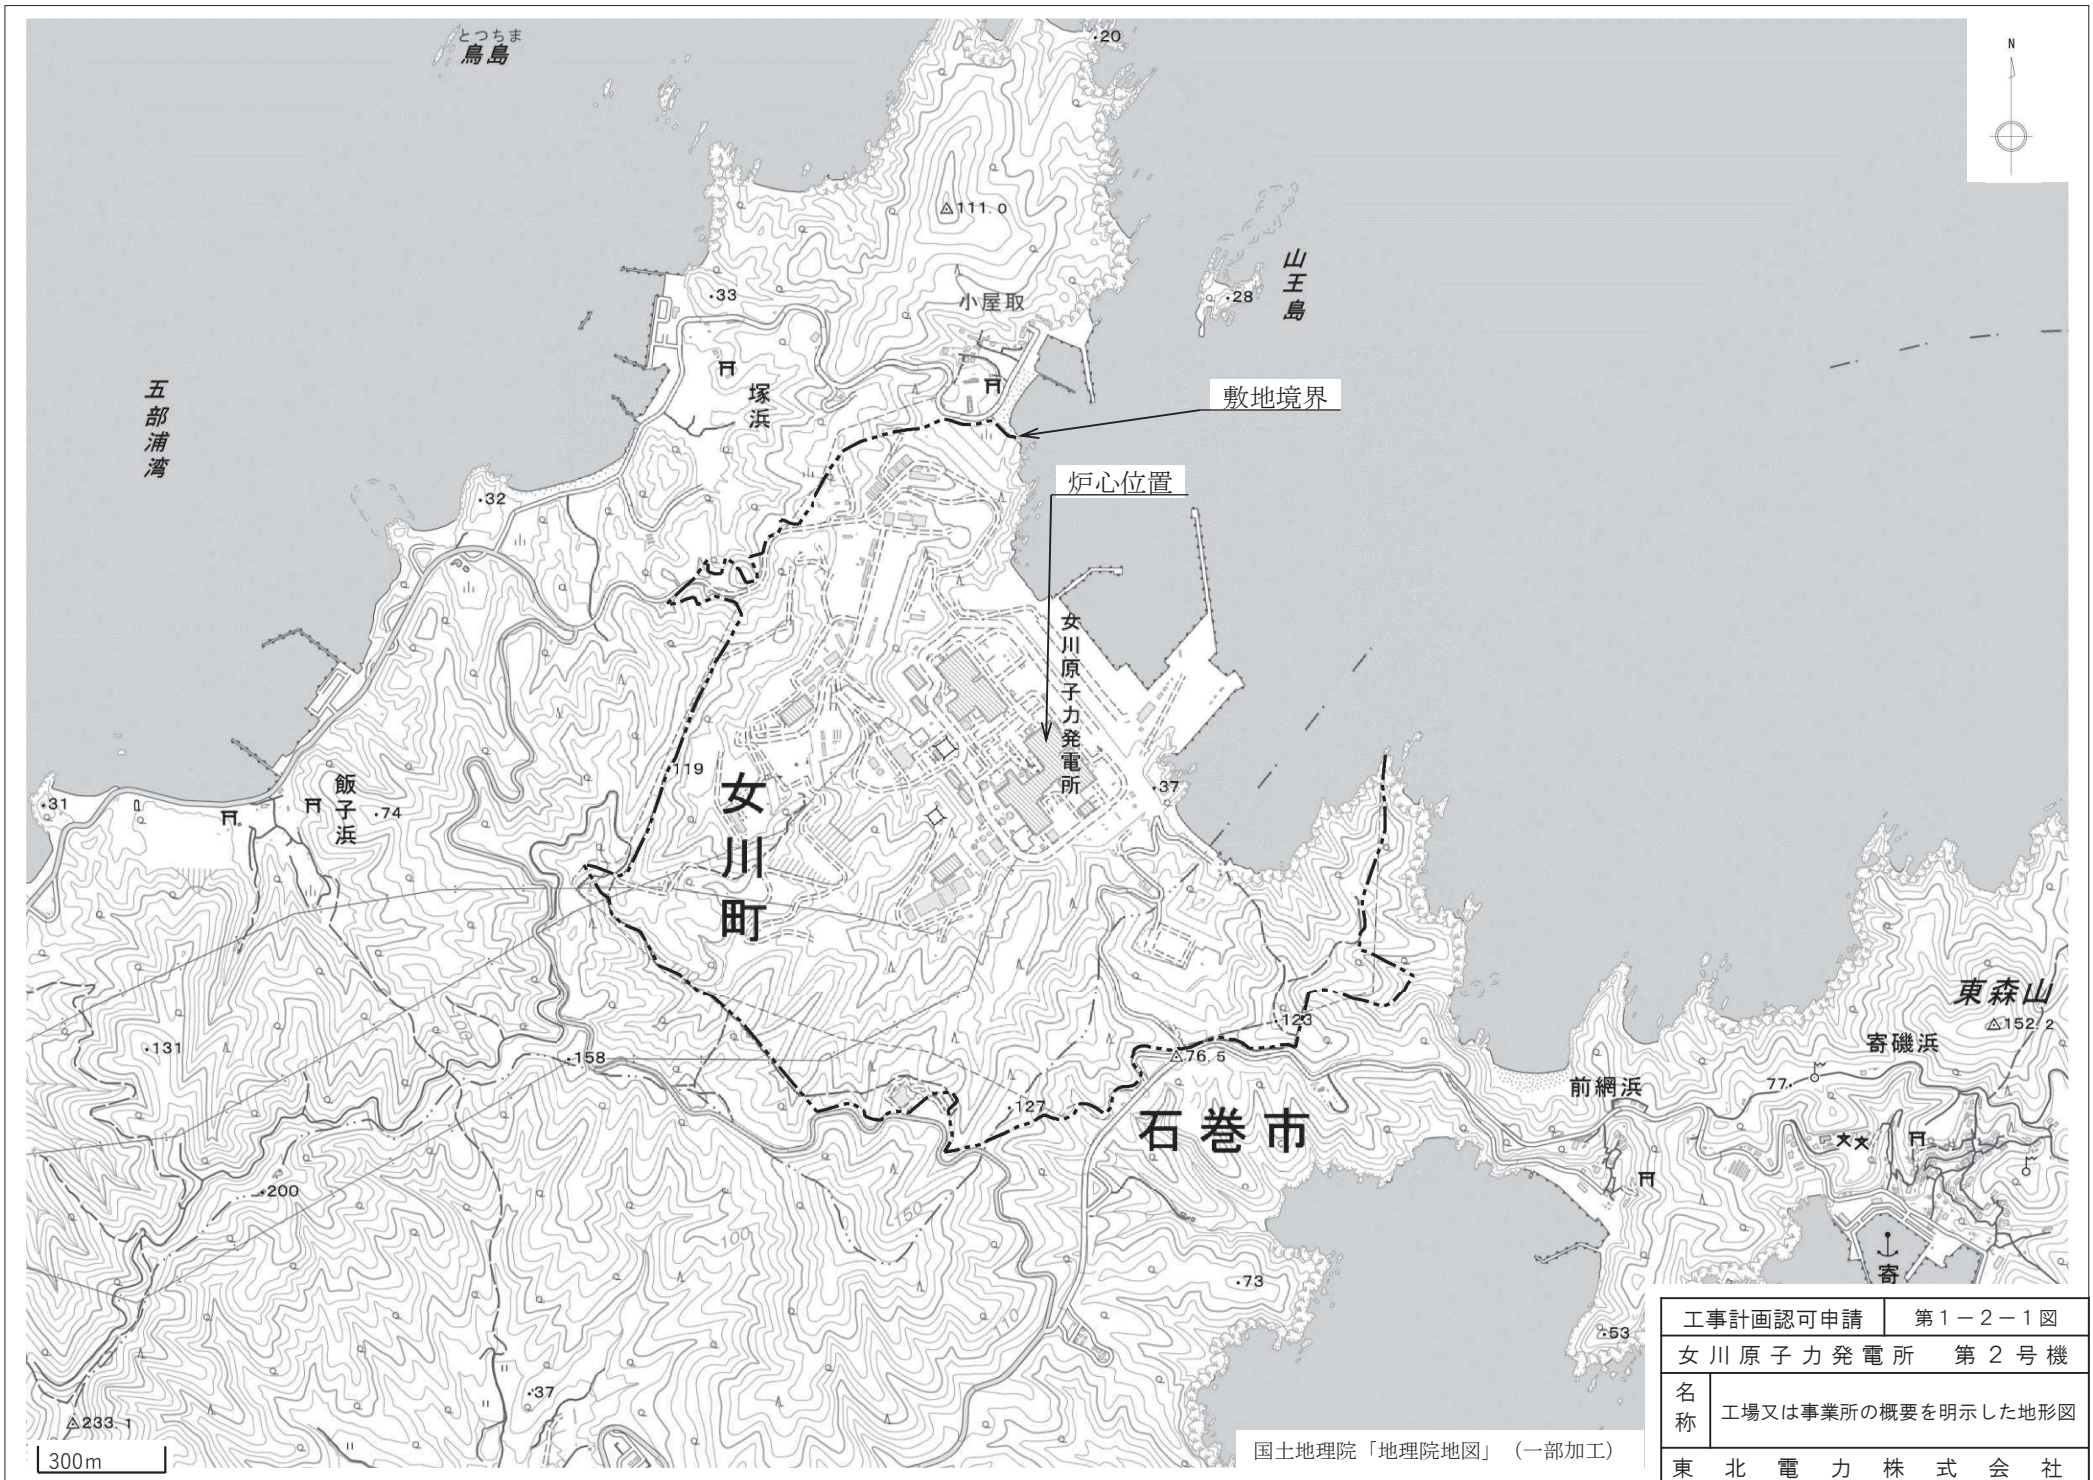 とつちま
鳥島
20
N
111.0
山王島
28
33
小屋取
五部浦湾
塚浜
敷地境界
炉心位置
32
女川原子力発電所
119
女川町
37
31
飯子浜
74
東森山
152.2
寄磯浜
123
131
158
76.5
前網浜
77
127
石巻市
200
150
100
73
寄
53
37
233.1
10
300m
国土地理院「地理院地図」(一部加工)
工事計画認可申請 第1-2-1図
女川原子力発電所 第2号機
名称 工場又は事業所の概要を明示した地形図
東北電力株式会社